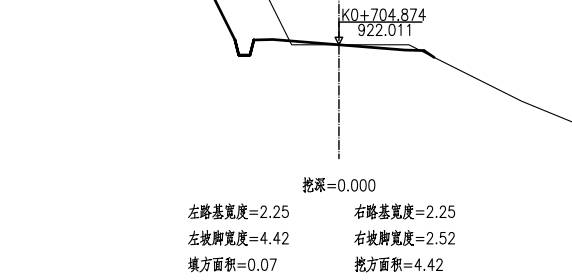 K0+704.874
922.011
挖深=0.000
左路基宽度=2.25 右路基宽度=2.25
左坡脚宽度=4.42 右坡脚宽度=2.52
填方面积=0.07 挖方面积=4.42